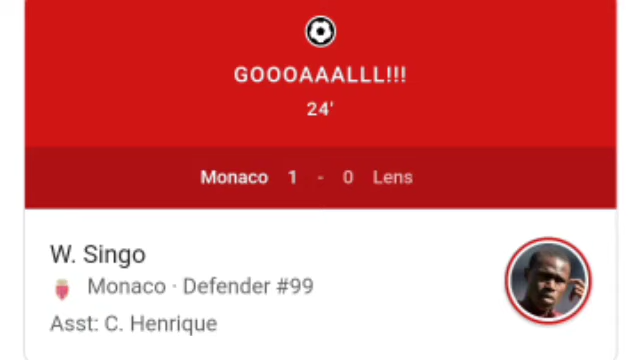 GOOOAAALLL!!!
24'
Monaco 1 - 0 Lens
W. Singo
Monaco · Defender #99
Asst: C. Henrique